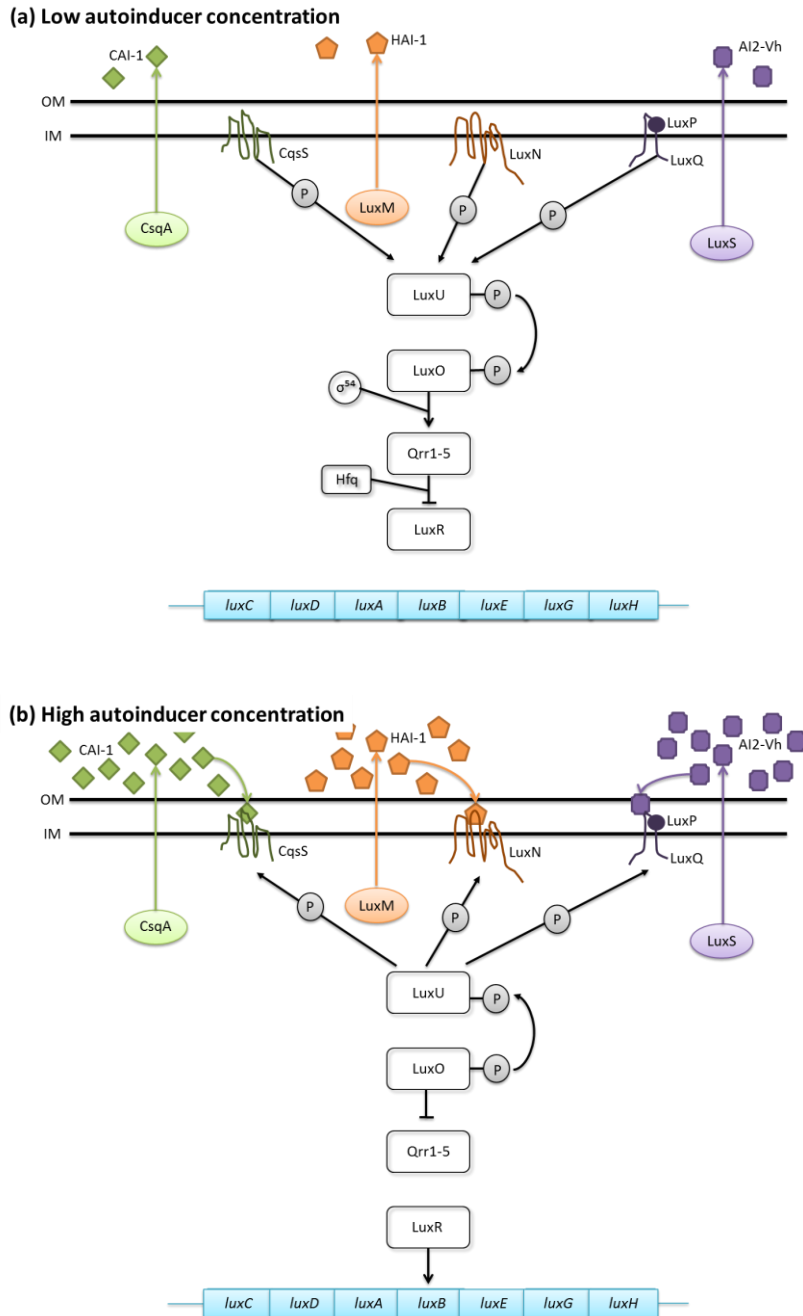 (a) Low autoinducer concentration
CAI-1
HAI-1
AI2-Vh
OM
IM
CqsS
LuxN
LuxP
LuxQ
P
P
P
CsqA
LuxM
LuxS
LuxU
P
LuxO
P
σ54
Qrr1-5
Hfq
LuxR
luxC luxD luxA luxB luxE luxG luxH
(b) High autoinducer concentration
CAI-1
HAI-1
AI2-Vh
OM
IM
CqsS
LuxN
LuxP
LuxQ
P
P
P
CsqA
LuxM
LuxS
LuxU
P
LuxO
P
Qrr1-5
LuxR
luxC luxD luxA luxB luxE luxG luxH